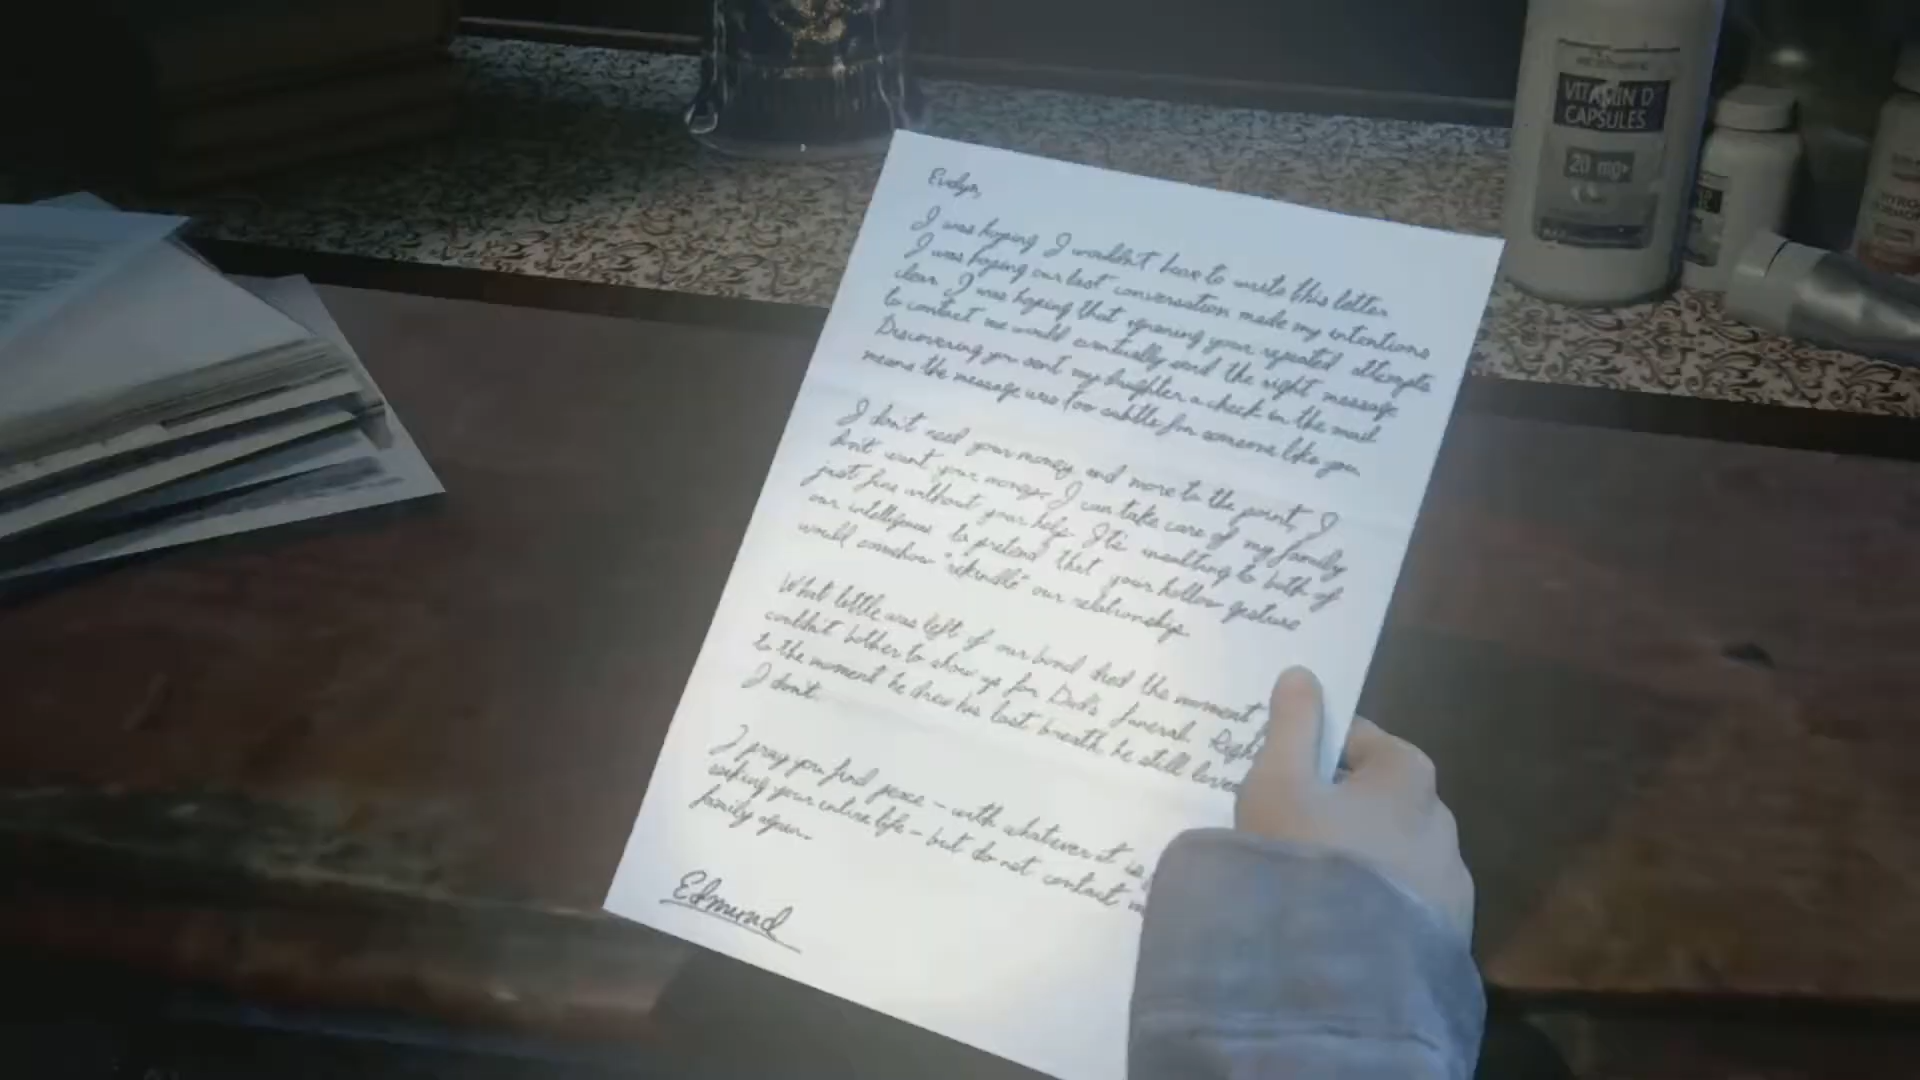 Evelyn,
I was hoping I wouldn't have to write this letter.
I was hoping our last conversation made my intentions
clear. I was hoping that ignoring your repeated attempts
to contact me would eventually send the right message.
Discovering you sent my daughter a check in the mail
means the message was too subtle for someone like you.
I don't need your money and more to the point, I
don't want your money. I can take care of my family
just fine without your help. It's insulting to both of
our intelligences to pretend that your hollow gesture
would somehow "rekindle" our relationship.
What little was left of our bond died the moment
couldn't bother to show up for Dad's funeral. Right
to the moment he drew his last breath he still loved
I don't.
I pray you find peace - with whatever it is
seeking your entire life - but do not contact
family again.
Edmund
VITAMIN D
CAPSULES
20 mg